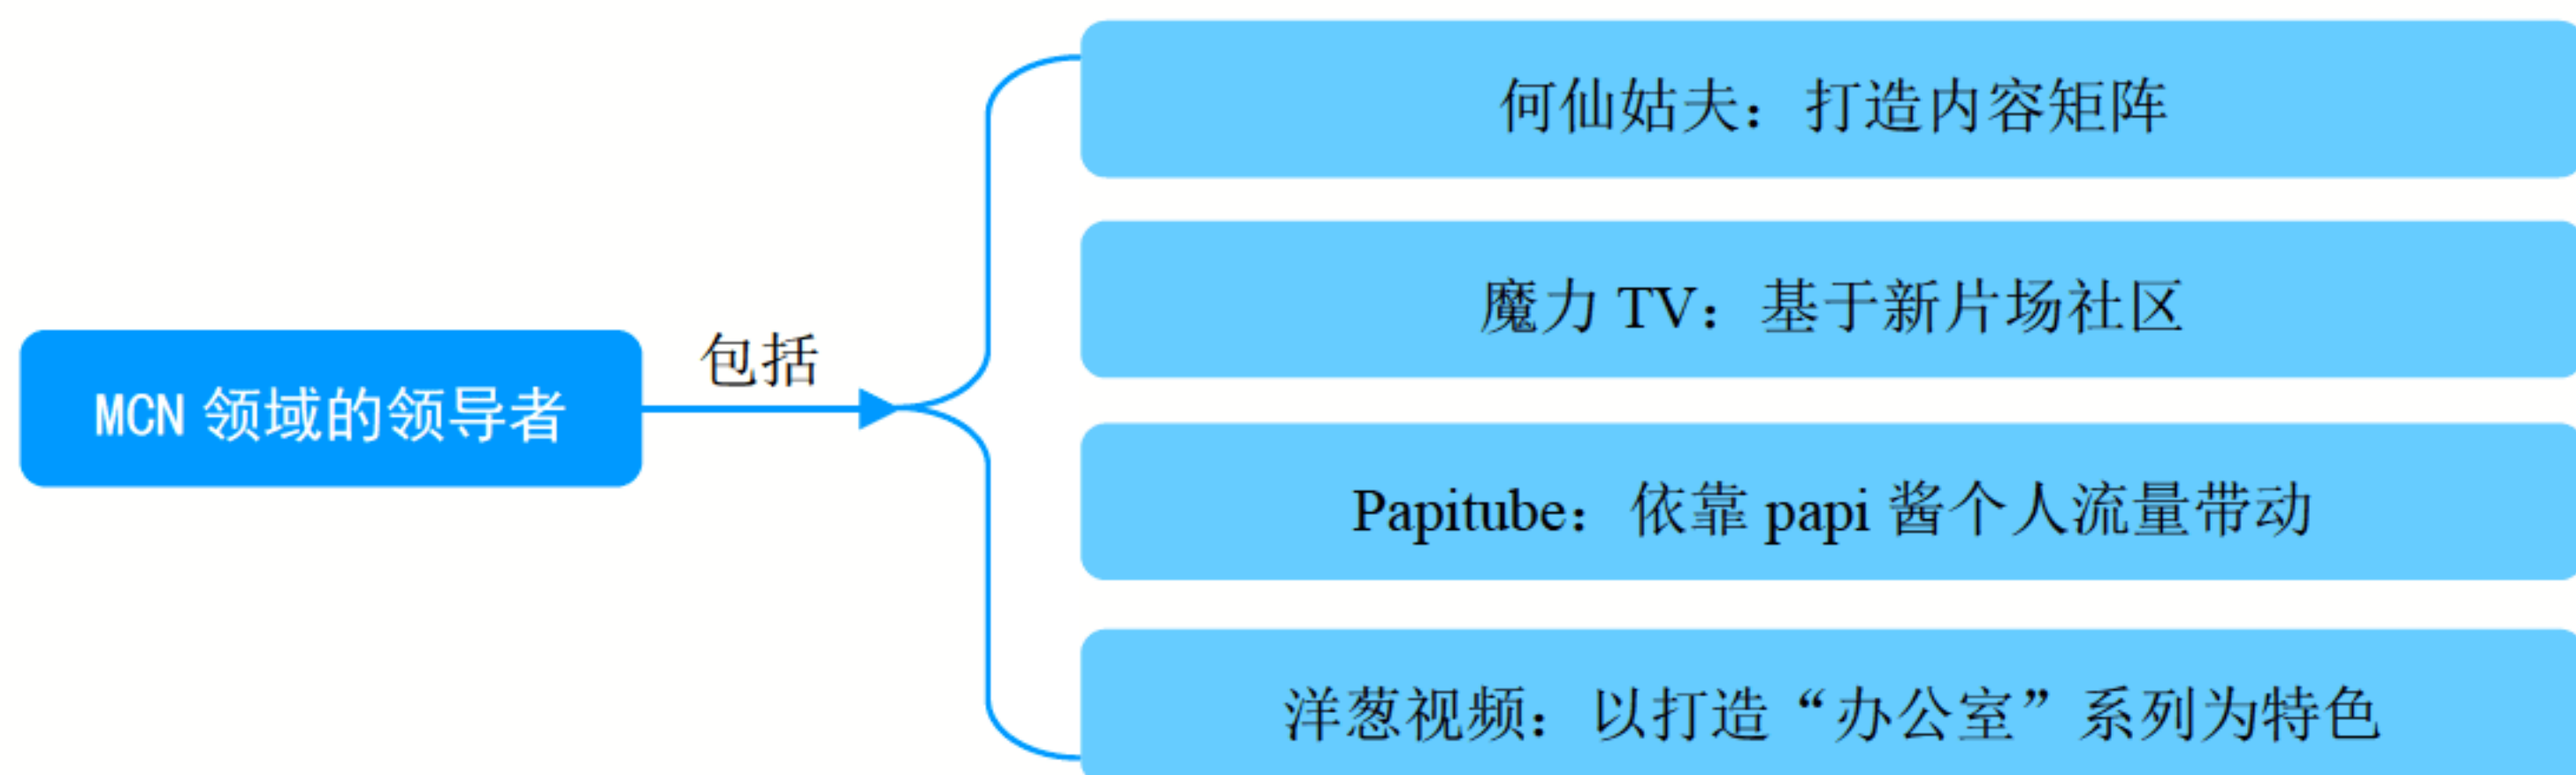 MCN 领域的领导者
包括
何仙姑夫：打造内容矩阵
魔力 TV：基于新片场社区
Papitube：依靠 papi 酱个人流量带动
洋葱视频：以打造“办公室”系列为特色